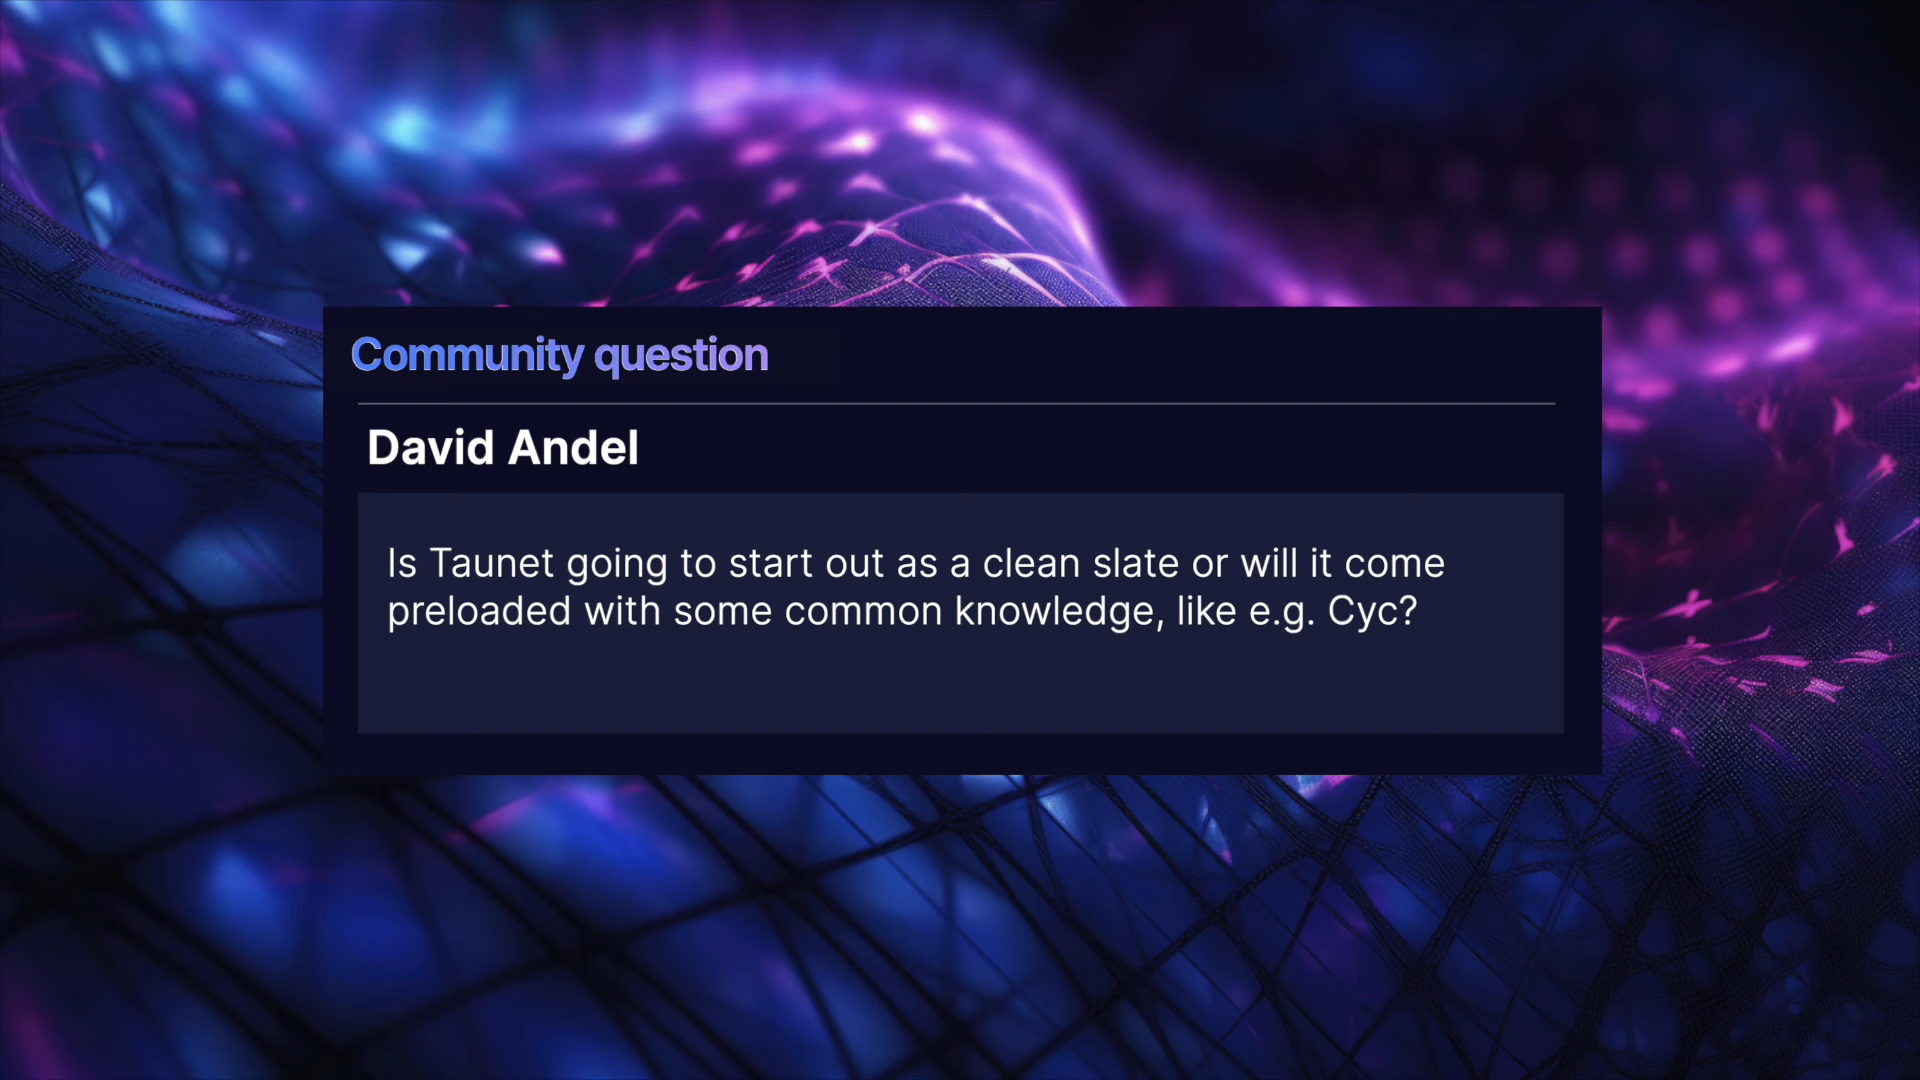 Community question
David Andel
Is Taunet going to start out as a clean slate or will it come
preloaded with some common knowledge, like e.g. Cyc?